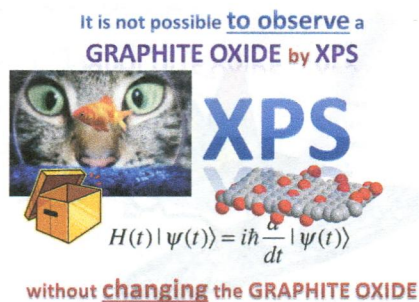 It is not possible to observe a
GRAPHITE OXIDE by XPS
XPS
H(t) | ψ(t)⟩ = iℏ d/dt | ψ(t)⟩
without changing the GRAPHITE OXIDE